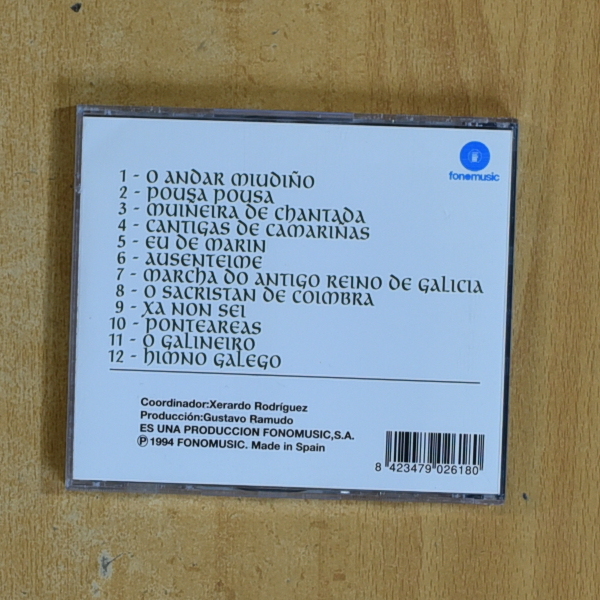 fonomusic
1 - O ANDAR MIUDIÑO
2 - POUSA POUSA
3 - MUIÑEIRA DE CHANTADA
4 - CANTIGAS DE CAMARIÑAS
5 - EU DE MARIN
6 - AUSENTEIME
7 - MARCHA DO ANTIGO REINO DE GALICIA
8 - O SACRISTAN DE COIMBRA
9 - XA NON SEI
10 - PONTEAREAS
11 - O GALINEIRO
12 - HIMNO GALEGO
Coordinador:Xerardo Rodríguez
Producción:Gustavo Ramudo
ES UNA PRODUCCION FONOMUSIC,S.A.
℗ 1994 FONOMUSIC. Made in Spain
8 423479 026180